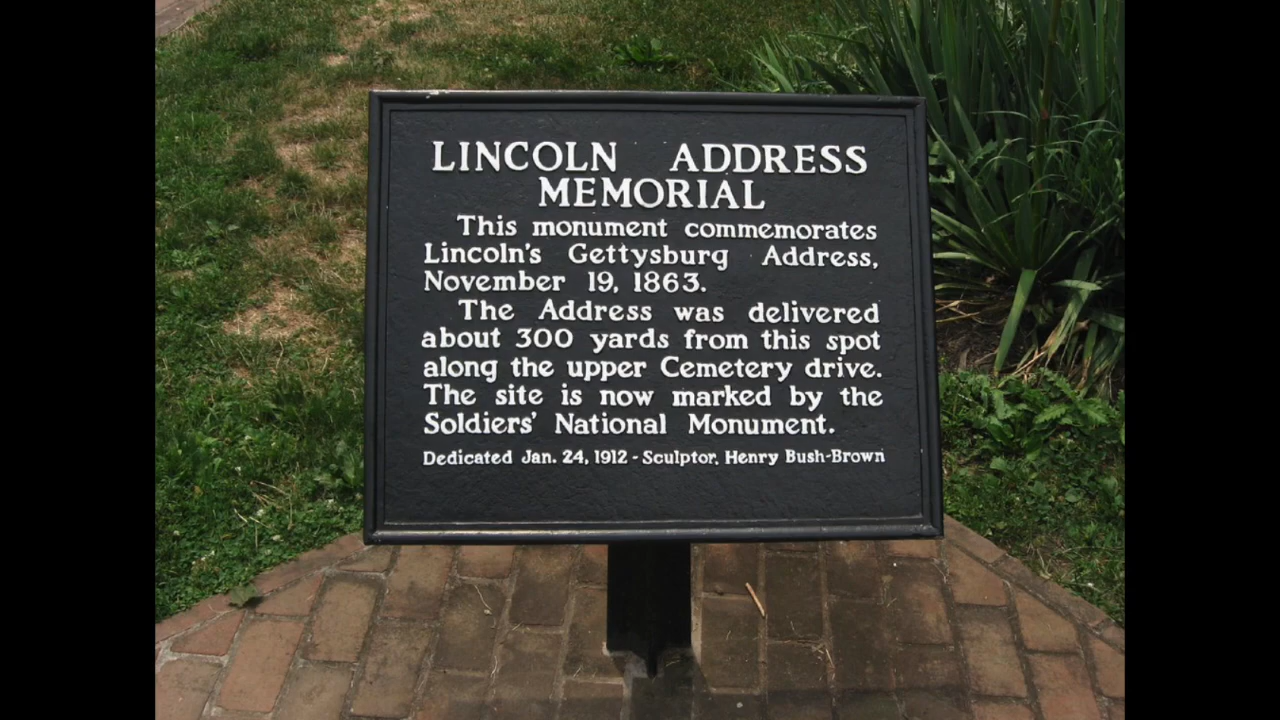 LINCOLN ADDRESS
MEMORIAL
This monument commemorates
Lincoln's Gettysburg Address,
November 19, 1863.
The Address was delivered
about 300 yards from this spot
along the upper Cemetery drive.
The site is now marked by the
Soldiers' National Monument.
Dedicated Jan. 24, 1912 - Sculptor, Henry Bush-Brown